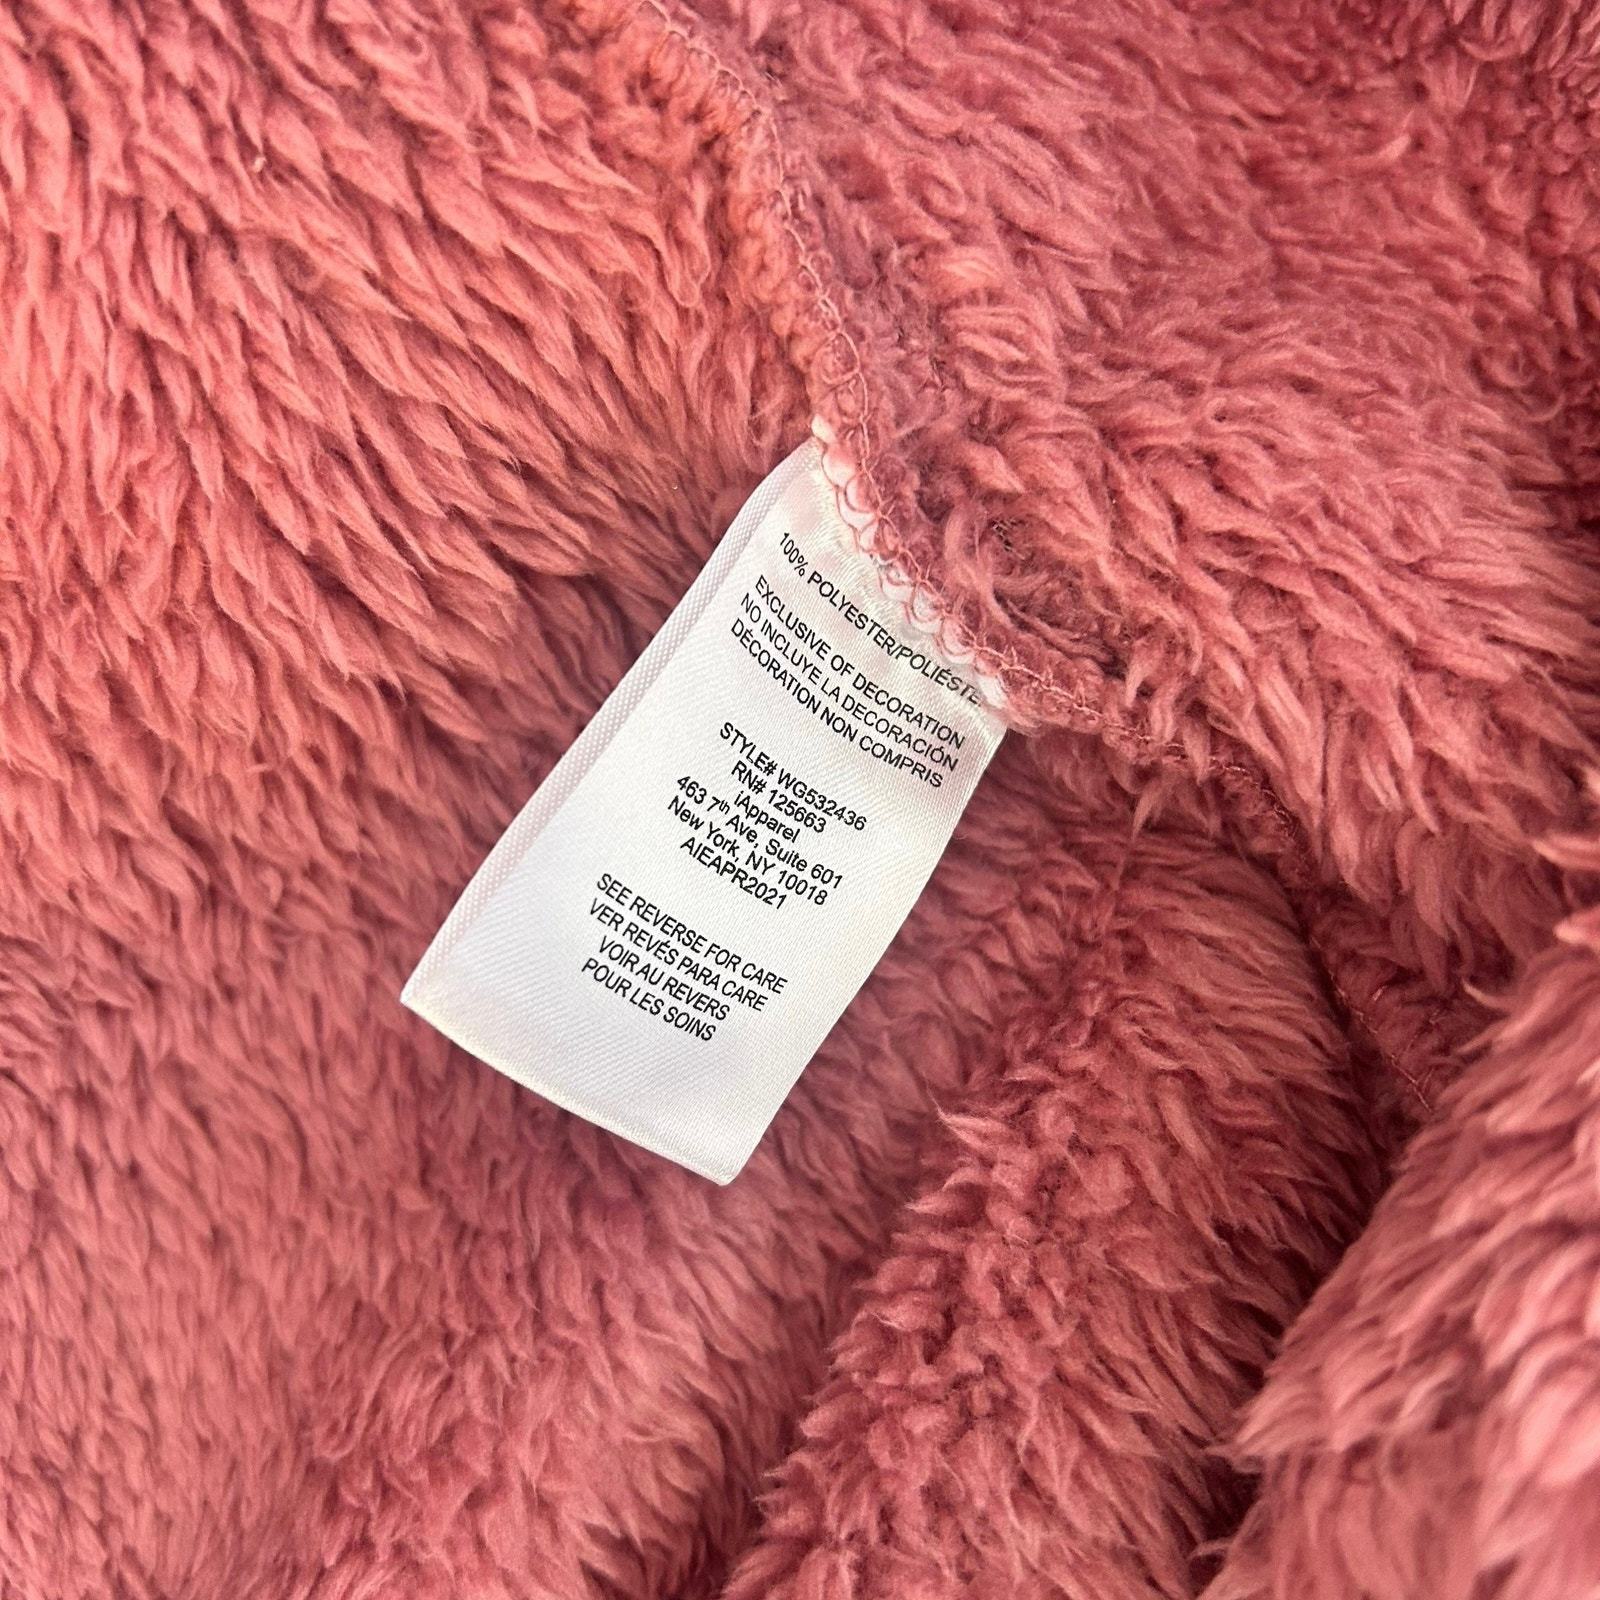 100% POLYESTER/POLIÉSTE
EXCLUSIVE OF DECORATION
NO INCLUYE LA DECORACIÓN
DÉCORATION NON COMPRIS
STYLE# WG532436
RN# 125663
iApparel
463 7th Ave, Suite 601
New York, NY 10018
AIEAPR2021
SEE REVERSE FOR CARE
VER REVÉS PARA CARE
VOIR AU REVERS
POUR LES SOINS